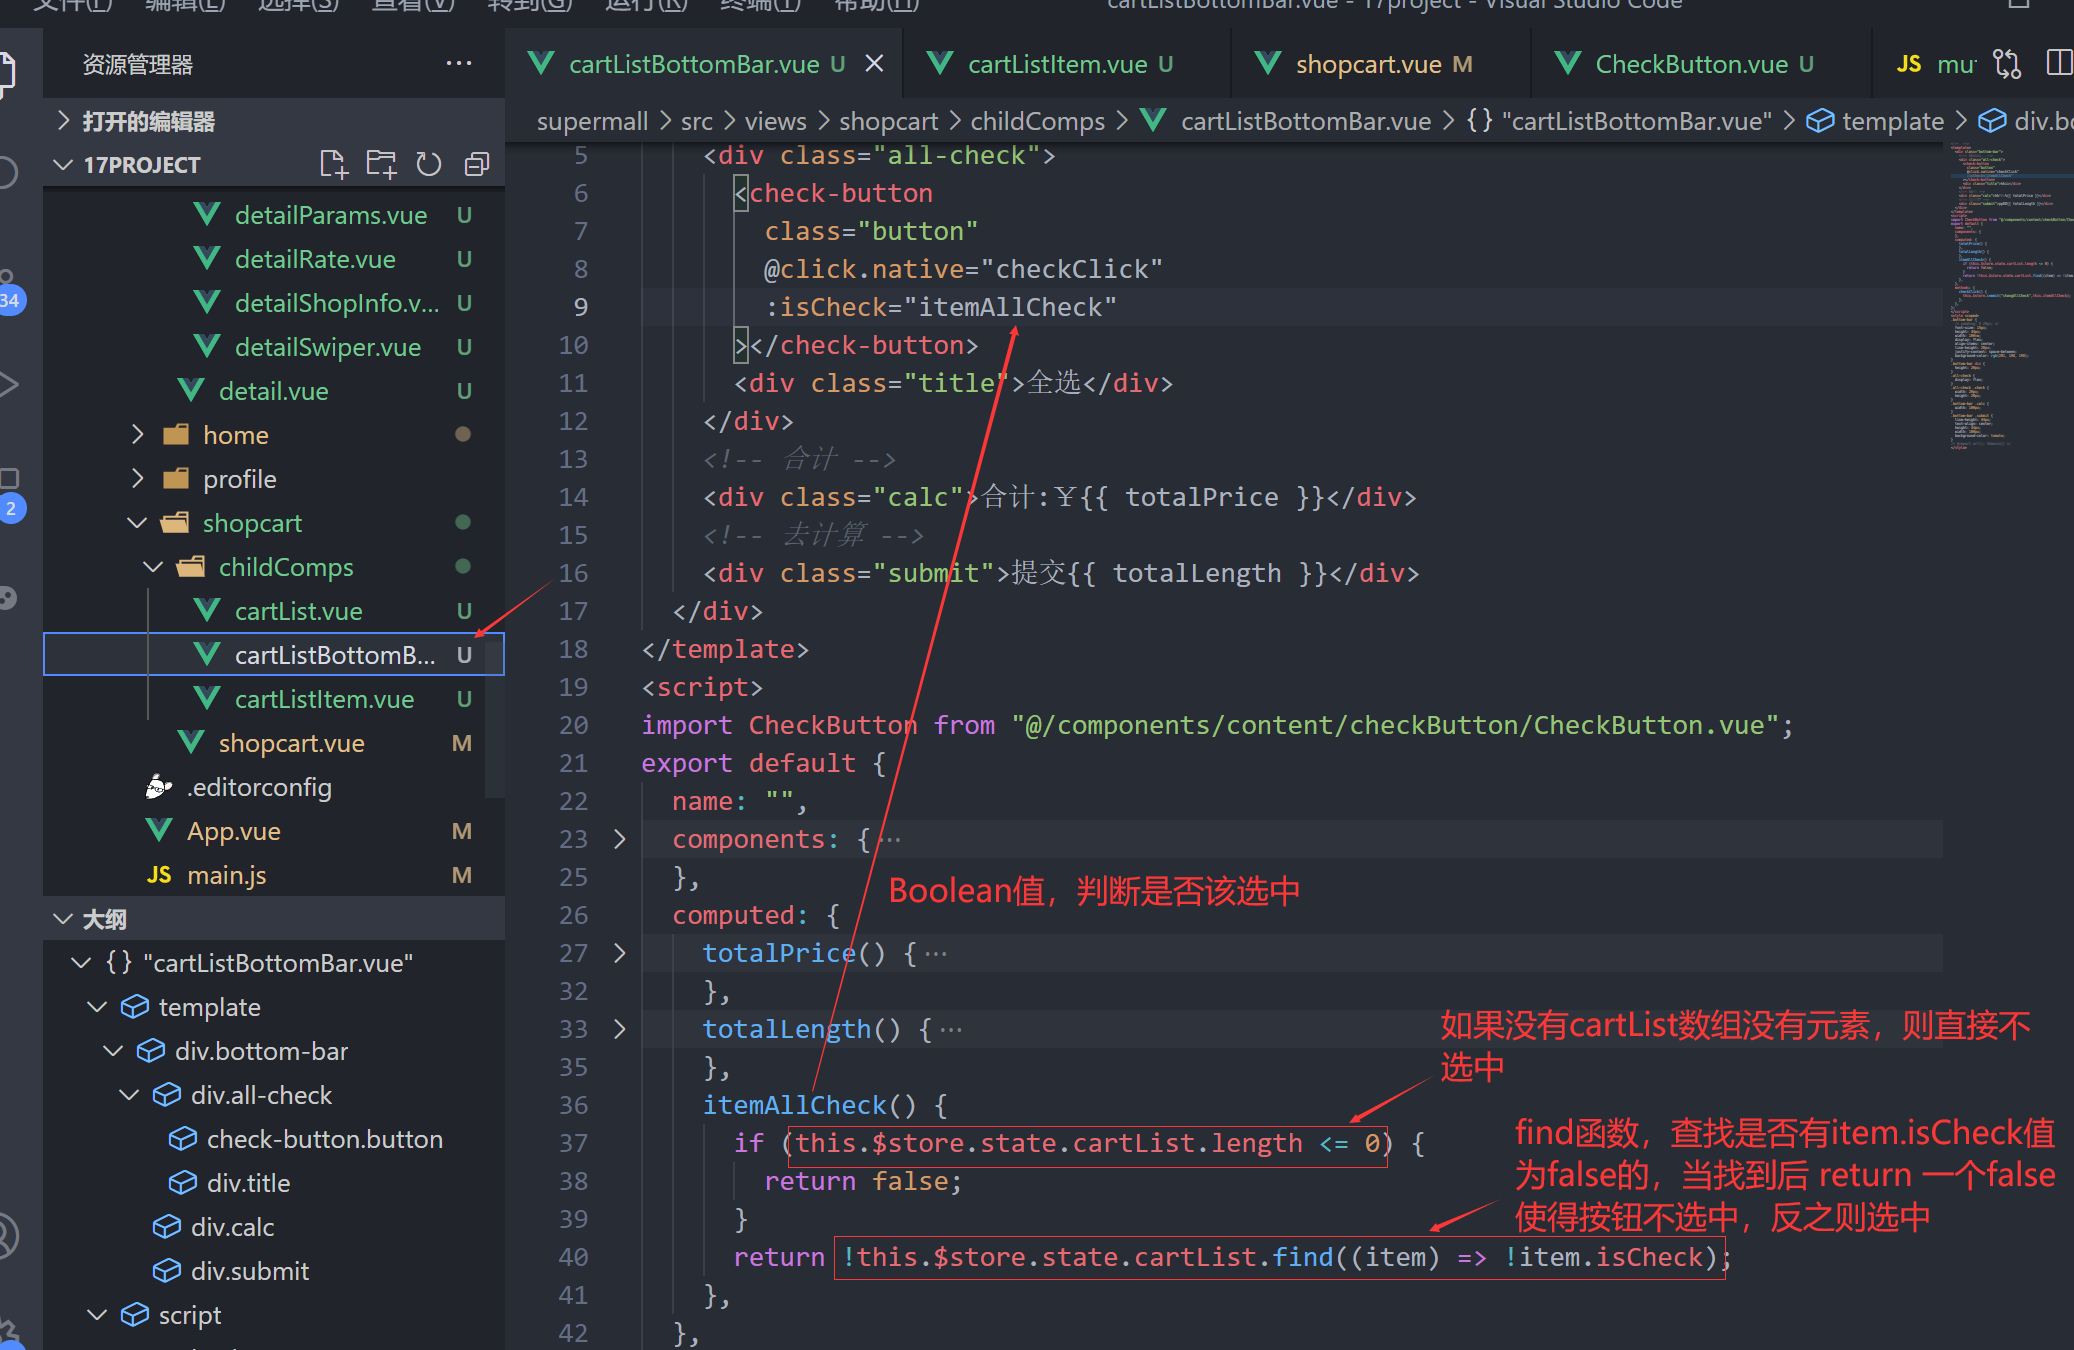 文件(F) 编辑(E) 选择(S) 查看(V) 转到(G) 运行(R) 终端(T) 帮助(H) cartListBottomBar.vue - 17project - Visual Studio Code
资源管理器 ···
cartListBottomBar.vue U
cartListItem.vue U
shopcart.vue M
CheckButton.vue U
JS mu
打开的编辑器
supermall > src > views > shopcart > childComps > cartListBottomBar.vue > {} "cartListBottomBar.vue" > template >
17PROJECT
detailParams.vue U
detailRate.vue U
detailShopInfo.v... U
detailSwiper.vue U
detail.vue U
home
profile
shopcart
childComps
cartList.vue U
cartListBottomB... U
cartListItem.vue U
shopcart.vue M
.editorconfig
App.vue M
JS main.js M
34
2
大纲
{} "cartListBottomBar.vue"
template
div.bottom-bar
div.all-check
check-button.button
div.title
div.calc
div.submit
script
5 <div class="all-check">
6 <check-button
7 class="button"
8 @click.native="checkClick"
9 :isCheck="itemAllCheck"
10 ></check-button>
11 <div class="title">全选</div>
12 </div>
13 <!-- 合计 -->
14 <div class="calc">合计:￥{{ totalPrice }}</div>
15 <!-- 去计算 -->
16 <div class="submit">提交{{ totalLength }}</div>
17 </div>
18 </template>
19 <script>
20 import CheckButton from "@/components/content/checkButton/CheckButton.vue";
21 export default {
22 name: "",
23 components: {···
25 },
26 computed: {
27 totalPrice() {···
32 },
33 totalLength() {···
35 },
36 itemAllCheck() {
37 if (this.$store.state.cartList.length <= 0) {
38 return false;
39 }
40 return !this.$store.state.cartList.find((item) => !item.isCheck);
41 },
42 },
Boolean值，判断是否该选中
如果没有cartList数组没有元素，则直接不
选中
find函数，查找是否有item.isCheck值
为false的，当找到后 return 一个false
使得按钮不选中，反之则选中